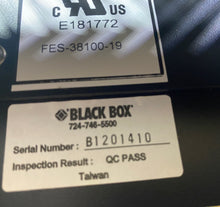 C US
E181772
FES-38100-19
BLACK BOX®
724-746-5500
Serial Number : B1201410
Inspection Result : QC PASS
Taiwan